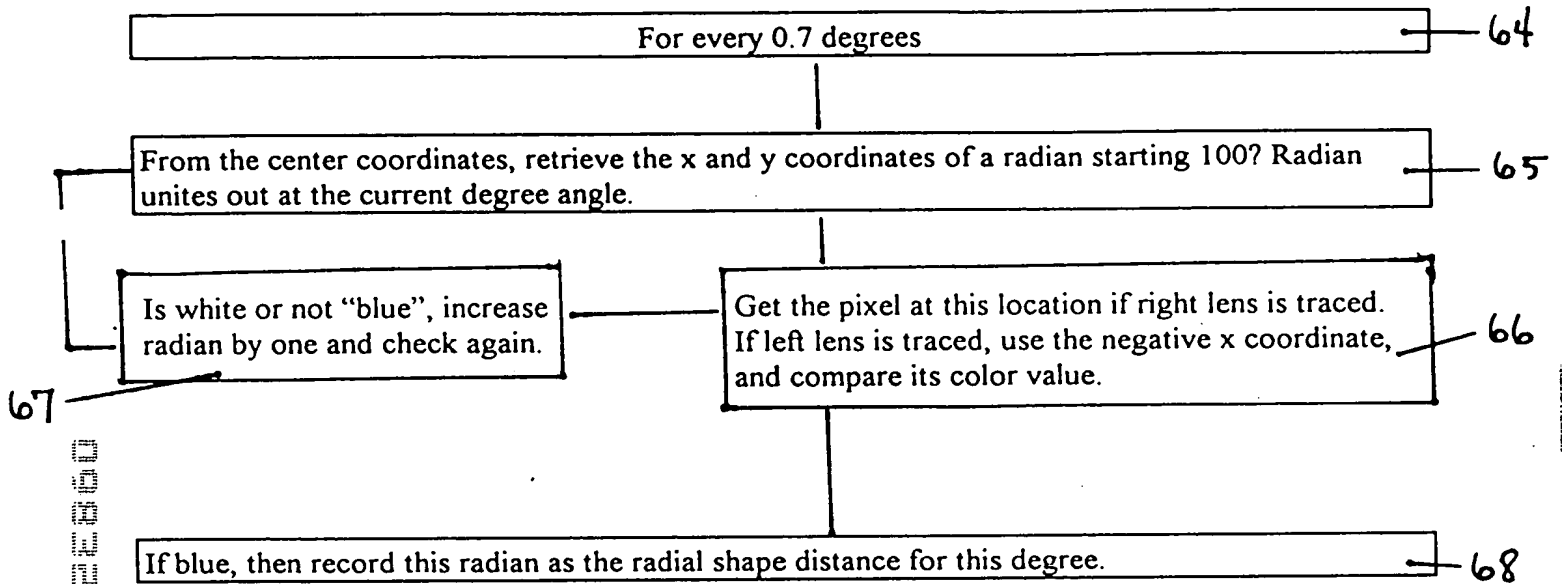 For every 0.7 degrees
64
From the center coordinates, retrieve the x and y coordinates of a radian starting 100? Radian
unites out at the current degree angle.
65
Is white or not “blue”, increase
radian by one and check again.
67
Get the pixel at this location if right lens is traced.
If left lens is traced, use the negative x coordinate,
and compare its color value.
66
If blue, then record this radian as the radial shape distance for this degree.
68